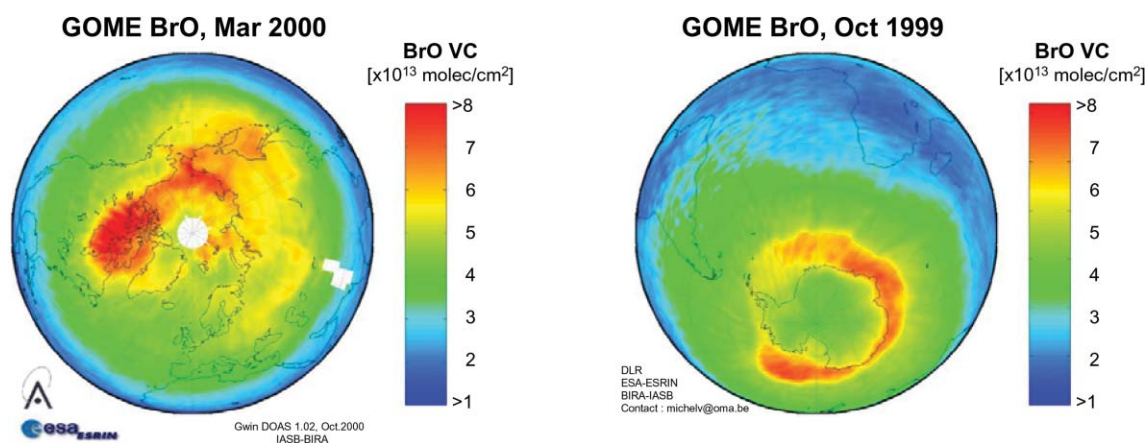 GOME BrO, Mar 2000
BrO VC
[x10¹³ molec/cm²]
>8
7
6
5
4
3
2
>1
esa ESRIN
Gwin DOAS 1.02, Oct.2000
IASB-BIRA
GOME BrO, Oct 1999
BrO VC
[x10¹³ molec/cm²]
>8
7
6
5
4
3
2
>1
DLR
ESA-ESRIN
BIRA-IASB
Contact : michelv@oma.be